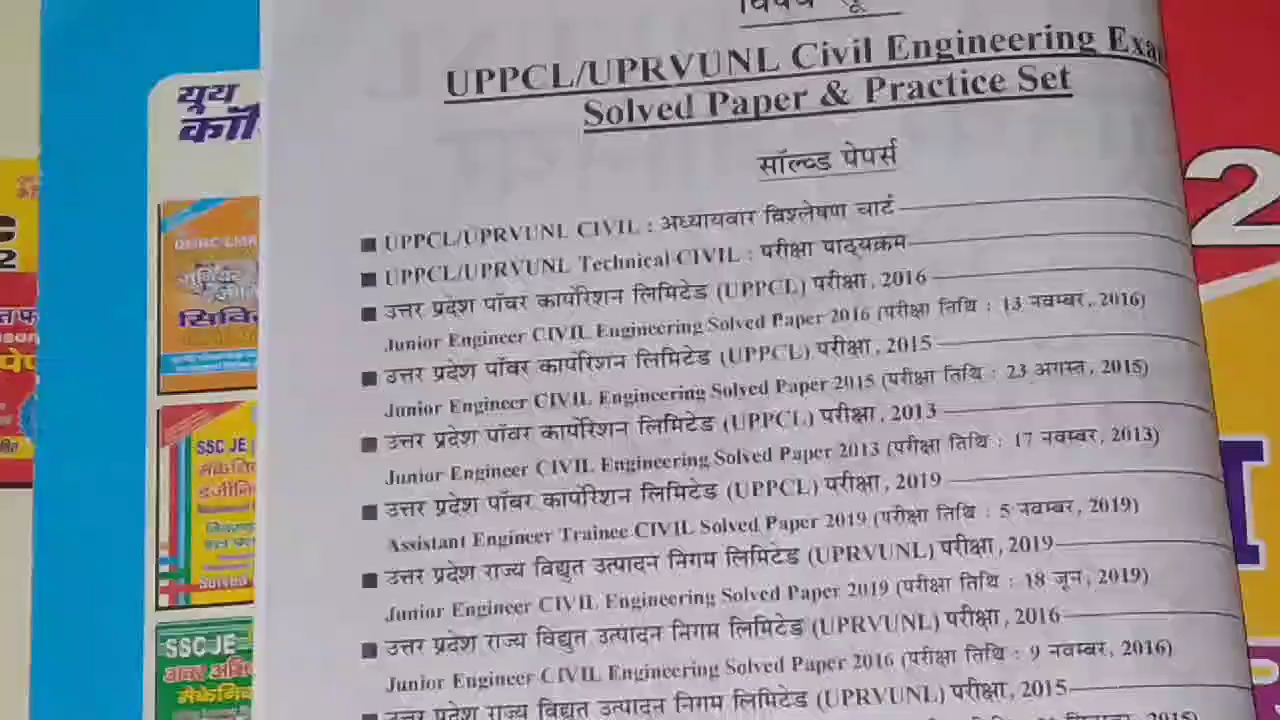 UPPCL/UPRVUNL Civil Engineering
Solved Paper & Practice Set
सॉल्व्ड पेपर्स
■ UPPCL/UPRVUNL CIVIL : अध्यायवार विश्लेषण चार्ट
■ UPPCL/UPRVUNL Technical CIVIL : परीक्षा पाठ्यक्रम
■ उत्तर प्रदेश पॉवर कार्पोरेशन लिमिटेड (UPPCL) परीक्षा, 2016
Junior Engineer CIVIL Engineering Solved Paper 2016 (परीक्षा तिथि : 13 नवम्बर, 2016)
■ उत्तर प्रदेश पॉवर कार्पोरेशन लिमिटेड (UPPCL) परीक्षा, 2015
Junior Engineer CIVIL Engineering Solved Paper 2015 (परीक्षा तिथि : 23 अगस्त, 2015)
■ उत्तर प्रदेश पॉवर कार्पोरेशन लिमिटेड (UPPCL) परीक्षा, 2013
Junior Engineer CIVIL Engineering Solved Paper 2013 (परीक्षा तिथि : 17 नवम्बर, 2013)
■ उत्तर प्रदेश पॉवर कार्पोरेशन लिमिटेड (UPPCL) परीक्षा, 2019
Assistant Engineer Trainee CIVIL Solved Paper 2019 (परीक्षा तिथि : 5 नवम्बर, 2019)
■ उत्तर प्रदेश राज्य विद्युत उत्पादन निगम लिमिटेड (UPRVUNL) परीक्षा, 2019
Junior Engineer CIVIL Engineering Solved Paper 2019 (परीक्षा तिथि : 18 जून, 2019)
■ उत्तर प्रदेश राज्य विद्युत उत्पादन निगम लिमिटेड (UPRVUNL) परीक्षा, 2016
Junior Engineer CIVIL Engineering Solved Paper 2016 (परीक्षा तिथि : 9 नवम्बर, 2016)
■ उत्तर प्रदेश राज्य विद्युत उत्पादन निगम लिमिटेड (UPRVUNL) परीक्षा, 2015
यूथ
SSC JE
SSC JE
2
2